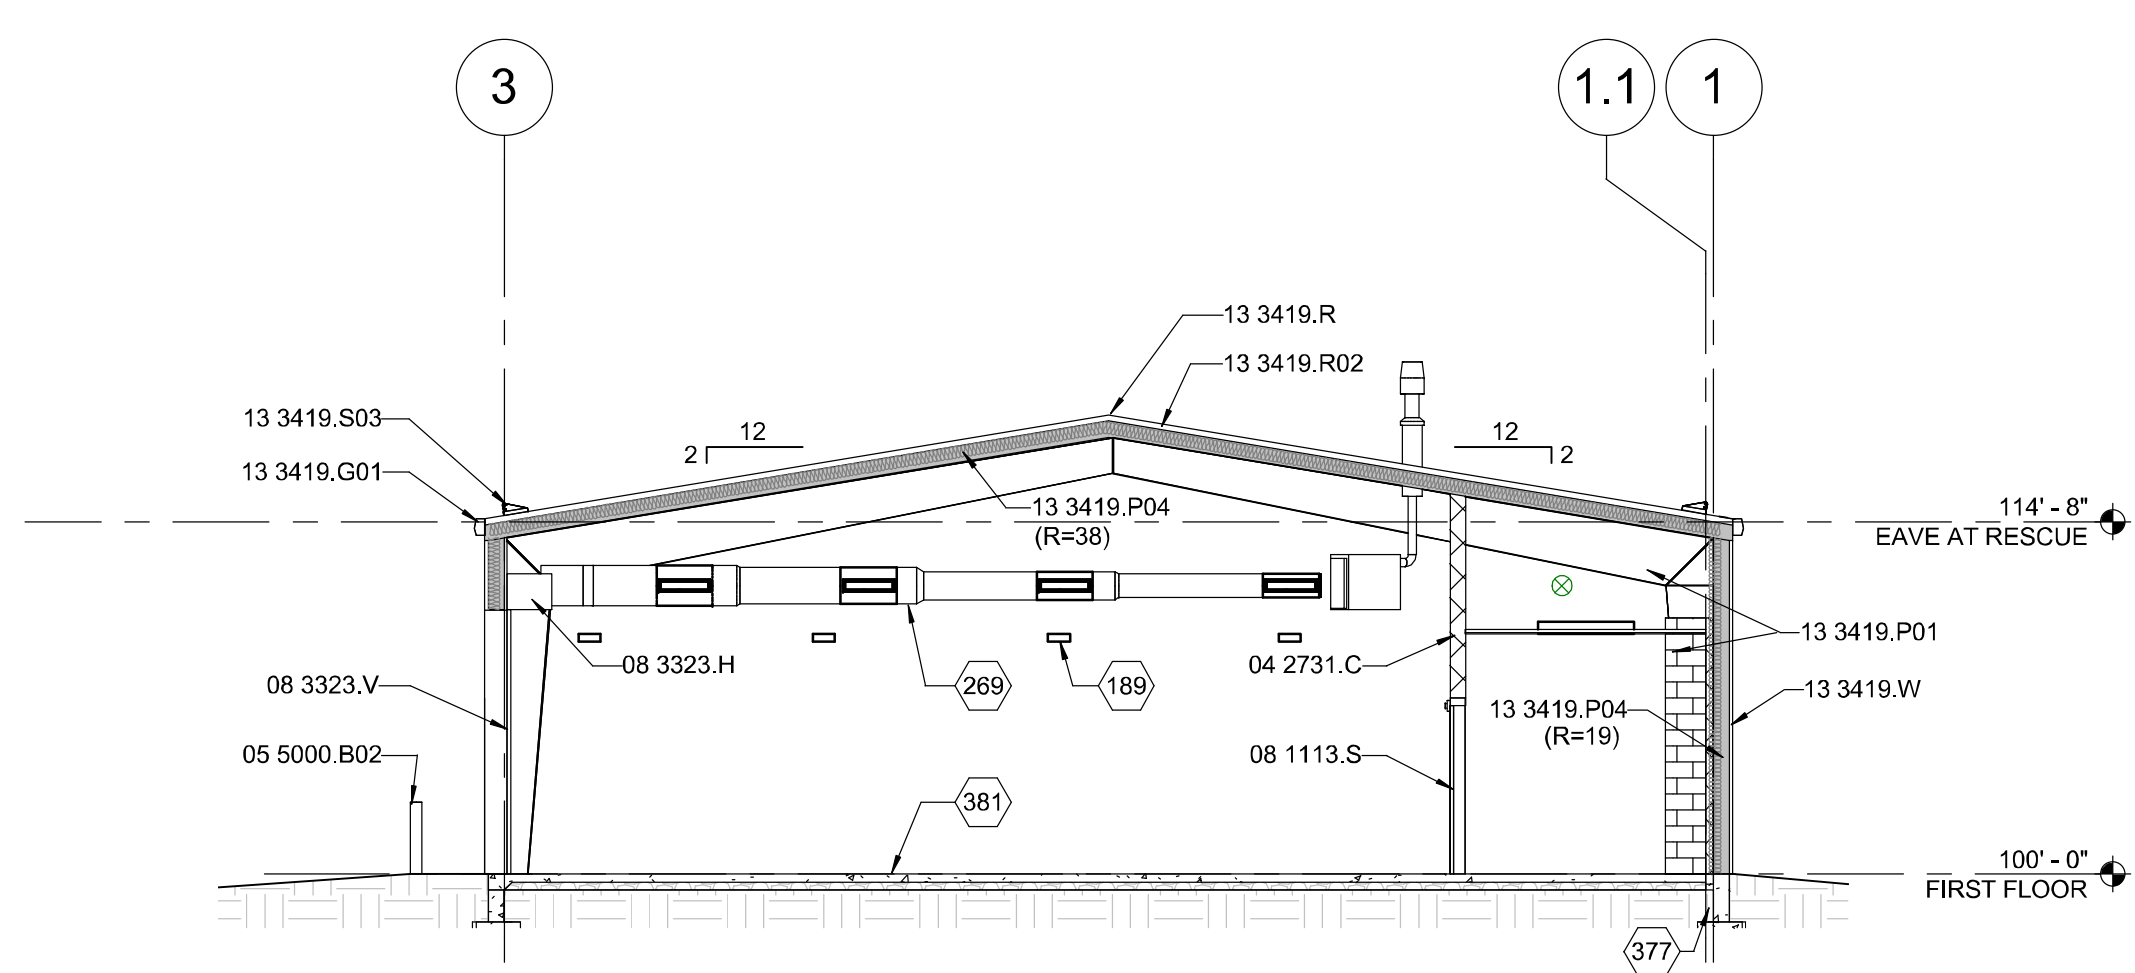 3
1.1
1
13 3419.R
13 3419.R02
13 3419.S03
12
2
12
2
13 3419.G01
13 3419.P04
(R=38)
114' - 8"
EAVE AT RESCUE
08 3323.H
269
189
04 2731.C
13 3419.P01
08 3323.V
13 3419.W
13 3419.P04
(R=19)
05 5000.B02
08 1113.S
381
100' - 0"
FIRST FLOOR
377